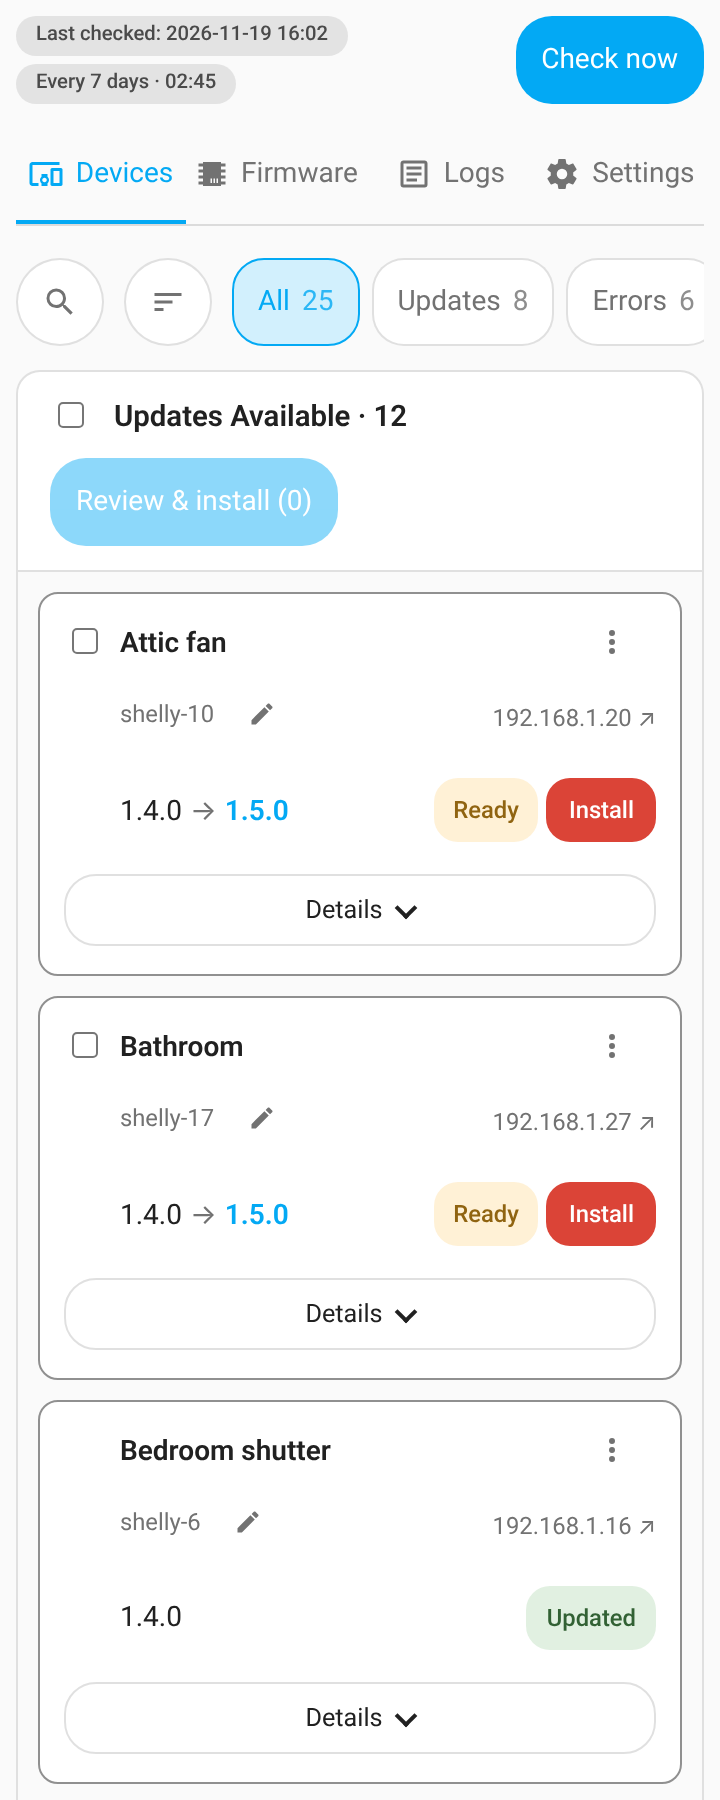 Last checked: 2026-11-19 16:02
Every 7 days · 02:45
Check now
Devices
Firmware
Logs
Settings
All 25
Updates 8
Errors 6
Updates Available · 12
Review & install (0)
Attic fan
shelly-10
192.168.1.20
1.4.0 → 1.5.0
Ready
Install
Details
Bathroom
shelly-17
192.168.1.27
1.4.0 → 1.5.0
Ready
Install
Details
Bedroom shutter
shelly-6
192.168.1.16
1.4.0
Updated
Details